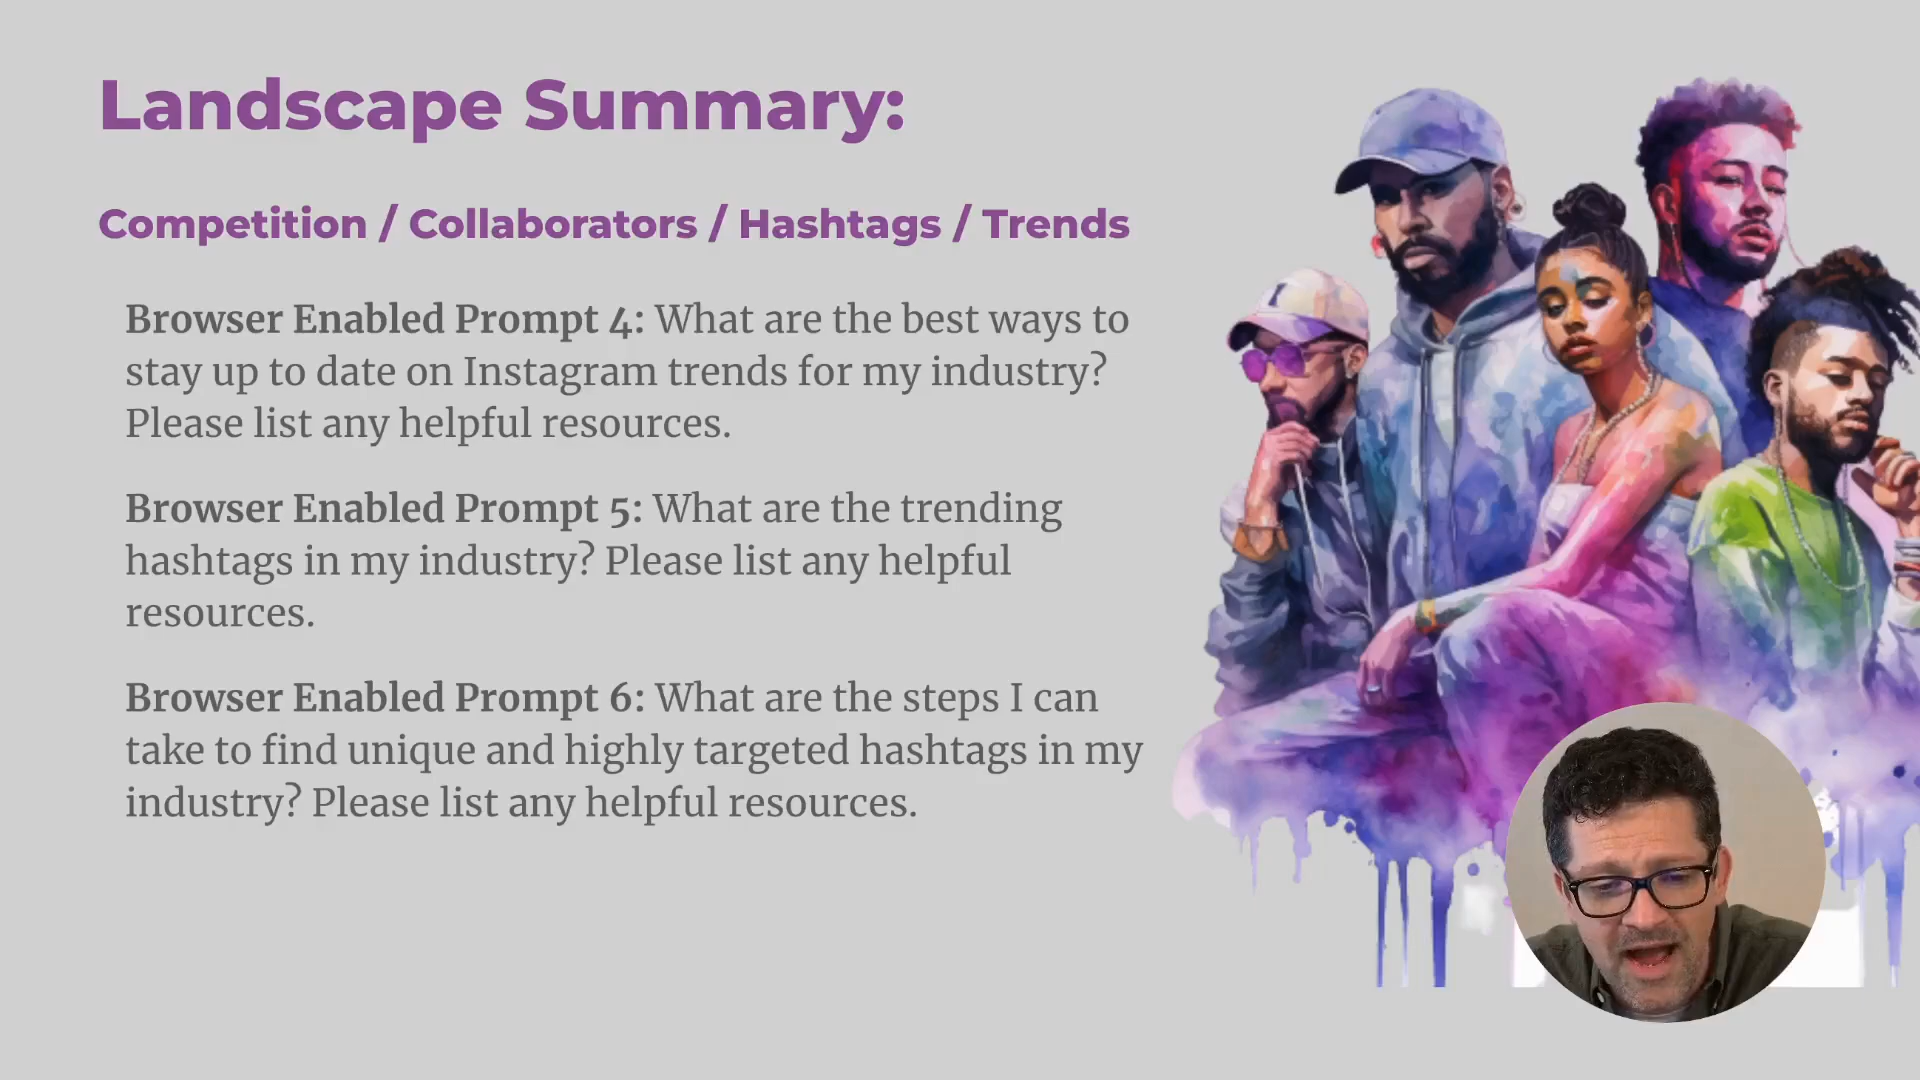 Landscape Summary:
Competition / Collaborators / Hashtags / Trends
Browser Enabled Prompt 4: What are the best ways to
stay up to date on Instagram trends for my industry?
Please list any helpful resources.
Browser Enabled Prompt 5: What are the trending
hashtags in my industry? Please list any helpful
resources.
Browser Enabled Prompt 6: What are the steps I can
take to find unique and highly targeted hashtags in my
industry? Please list any helpful resources.